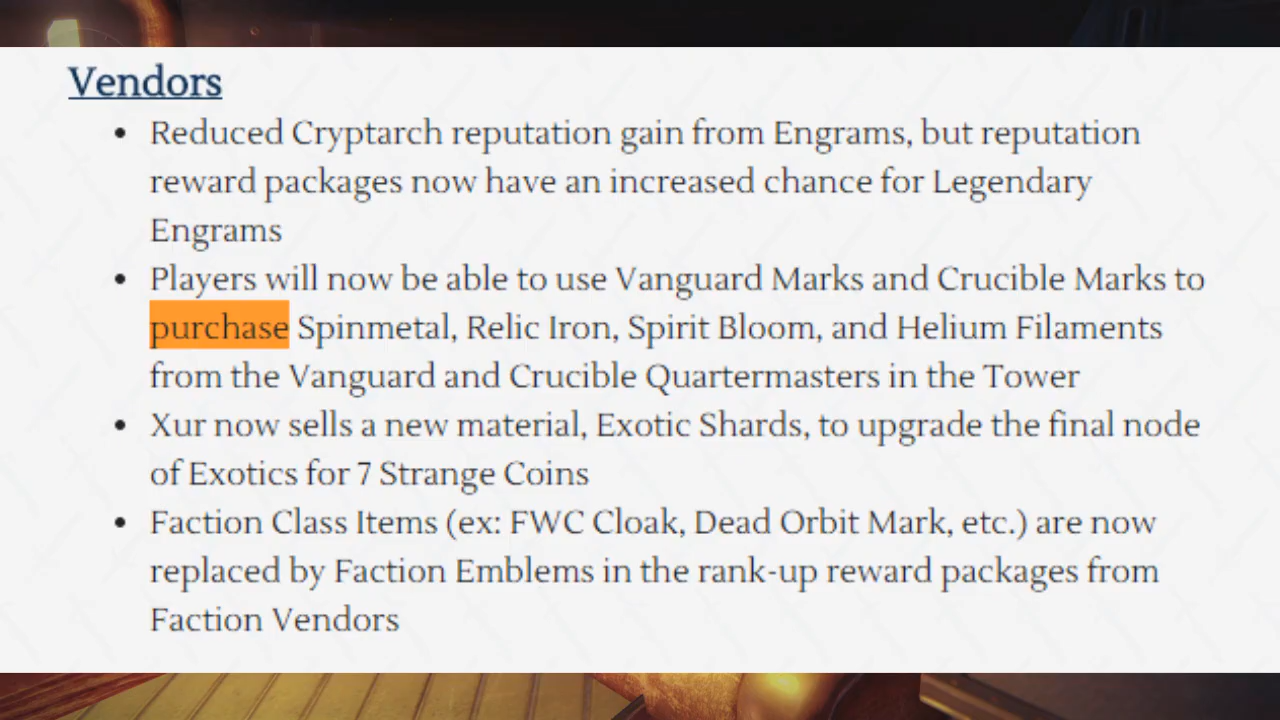 Vendors
• Reduced Cryptarch reputation gain from Engrams, but reputation
reward packages now have an increased chance for Legendary
Engrams
• Players will now be able to use Vanguard Marks and Crucible Marks to
purchase Spinmetal, Relic Iron, Spirit Bloom, and Helium Filaments
from the Vanguard and Crucible Quartermasters in the Tower
• Xur now sells a new material, Exotic Shards, to upgrade the final node
of Exotics for 7 Strange Coins
• Faction Class Items (ex: FWC Cloak, Dead Orbit Mark, etc.) are now
replaced by Faction Emblems in the rank-up reward packages from
Faction Vendors